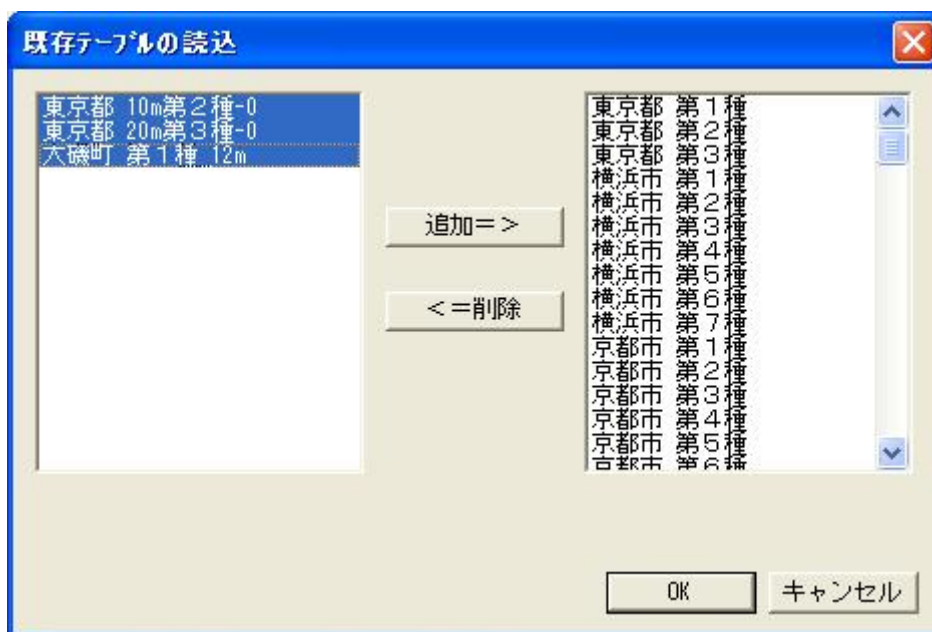 既存テーブルの読込
東京都 10m第２種-0
東京都 20m第３種-0
大磯町 第１種 12m
追加＝＞
＜＝削除
東京都 第１種
東京都 第２種
東京都 第３種
横浜市 第１種
横浜市 第２種
横浜市 第３種
横浜市 第４種
横浜市 第５種
横浜市 第６種
横浜市 第７種
京都市 第１種
京都市 第２種
京都市 第３種
京都市 第４種
京都市 第５種
京都市 第６種
OK
キャンセル